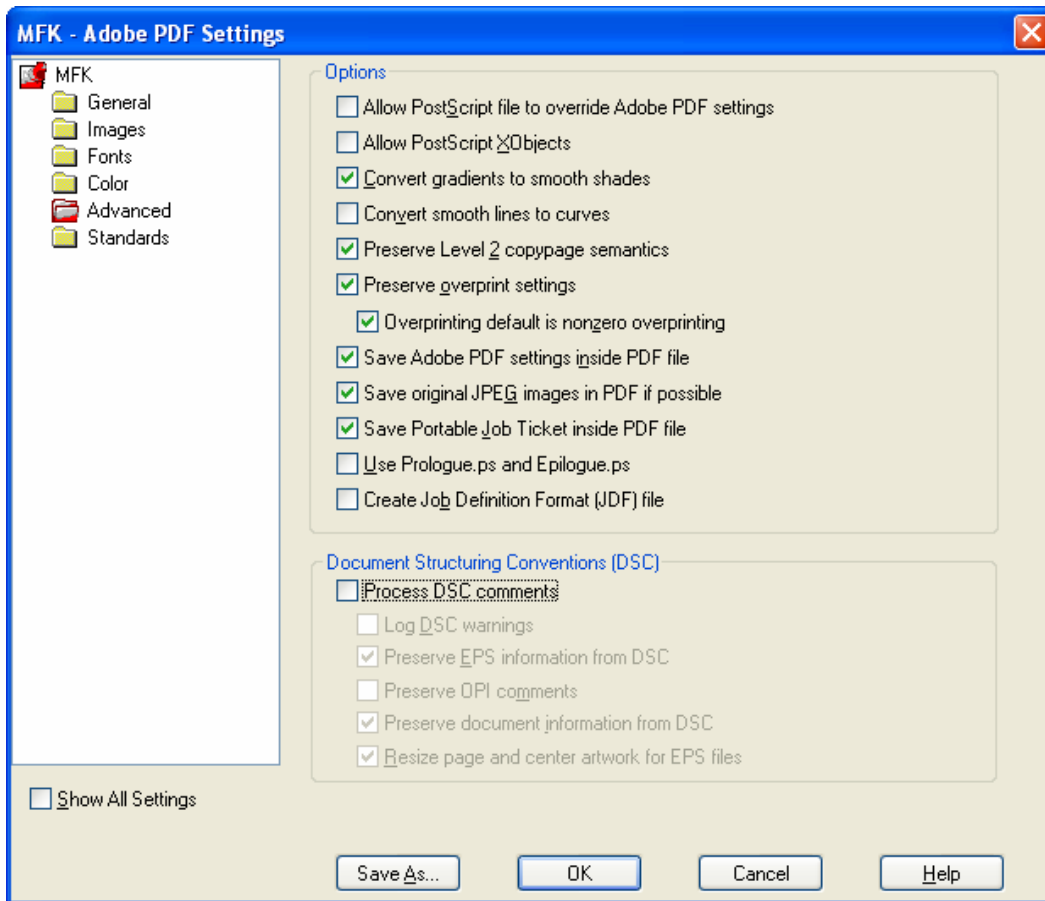 MFK - Adobe PDF Settings
MFK
General
Images
Fonts
Color
Advanced
Standards
Show All Settings
Options
Allow PostScript file to override Adobe PDF settings
Allow PostScript XObjects
Convert gradients to smooth shades
Convert smooth lines to curves
Preserve Level 2 copypage semantics
Preserve overprint settings
Overprinting default is nonzero overprinting
Save Adobe PDF settings inside PDF file
Save original JPEG images in PDF if possible
Save Portable Job Ticket inside PDF file
Use Prologue.ps and Epilogue.ps
Create Job Definition Format (JDF) file
Document Structuring Conventions (DSC)
Process DSC comments
Log DSC warnings
Preserve EPS information from DSC
Preserve OPI comments
Preserve document information from DSC
Resize page and center artwork for EPS files
Save As...
OK
Cancel
Help